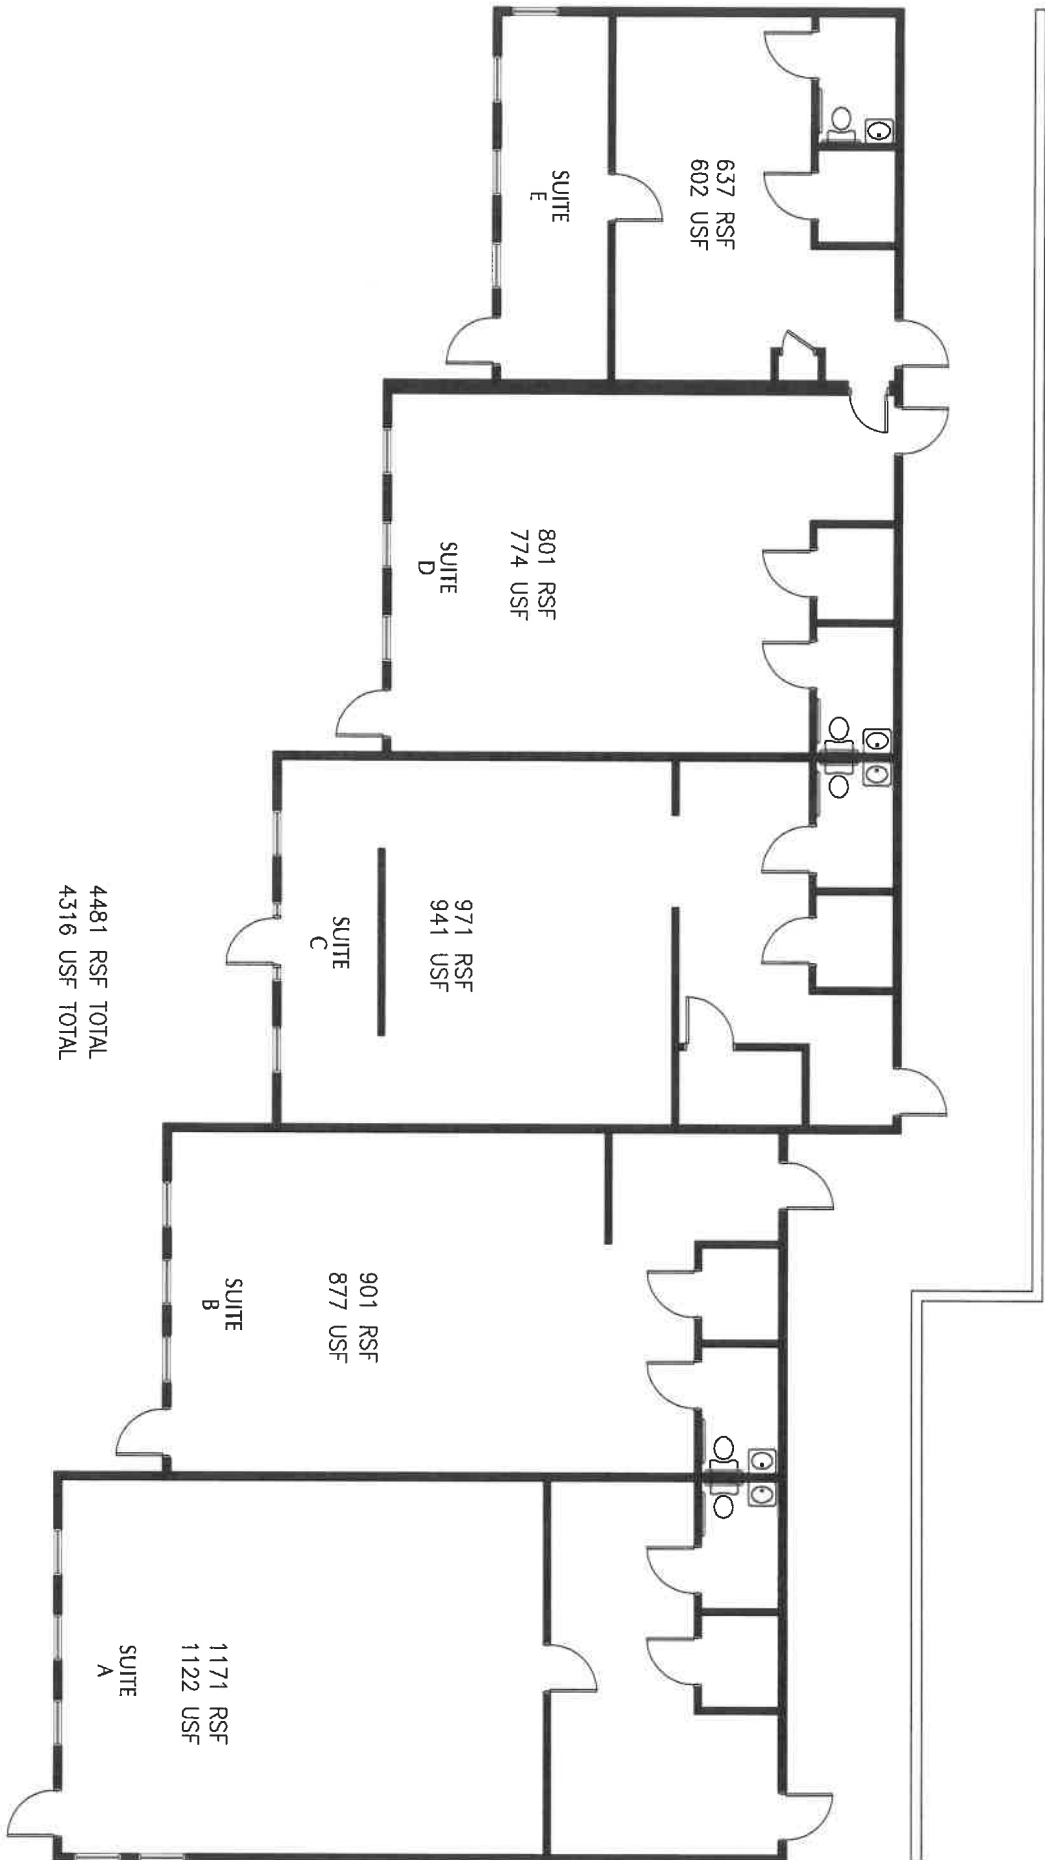 637 RSF
602 USF
SUITE
E
801 RSF
774 USF
SUITE
D
971 RSF
941 USF
SUITE
C
901 RSF
877 USF
SUITE
B
1171 RSF
1122 USF
SUITE
A
4481 RSF TOTAL
4316 USF TOTAL